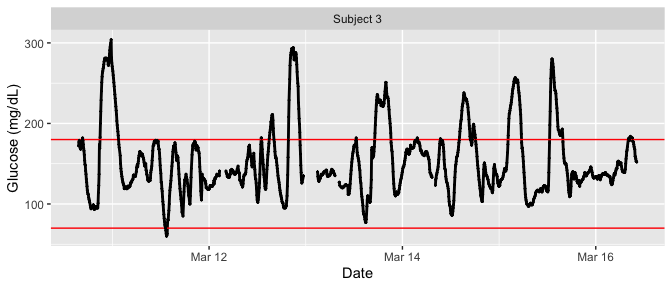 Subject 3
Glucose (mg/dL)
300
200
100
Mar 12
Mar 14
Mar 16
Date